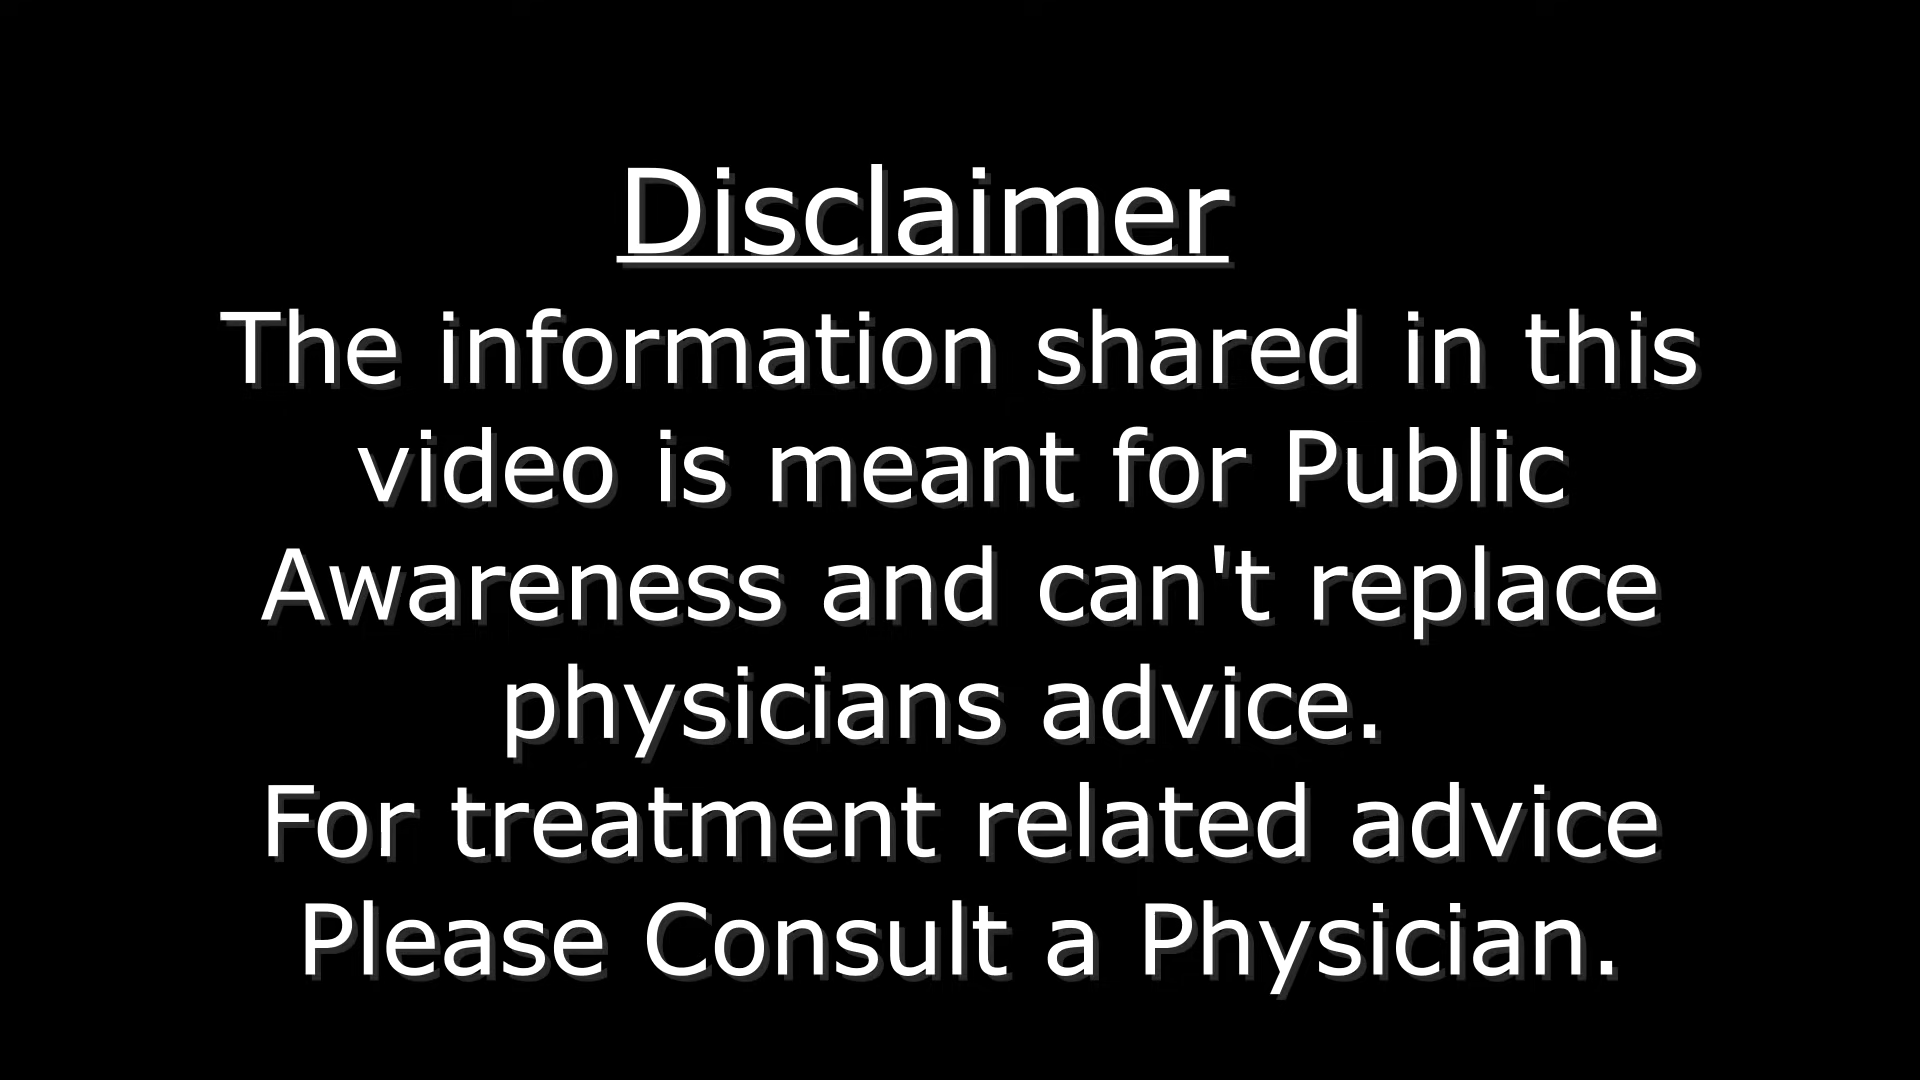 Disclaimer
The information shared in this
video is meant for Public
Awareness and can't replace
physicians advice.
For treatment related advice
Please Consult a Physician.